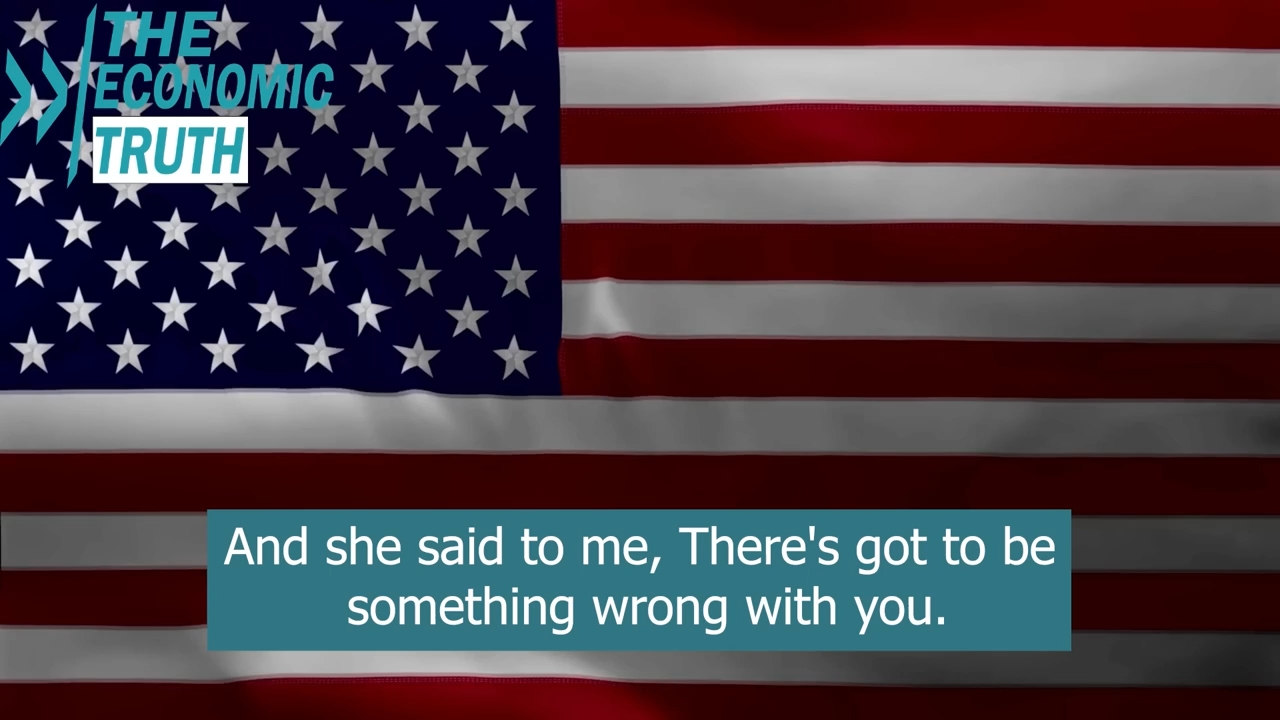 THE
ECONOMIC
TRUTH
And she said to me, There's got to be
something wrong with you.